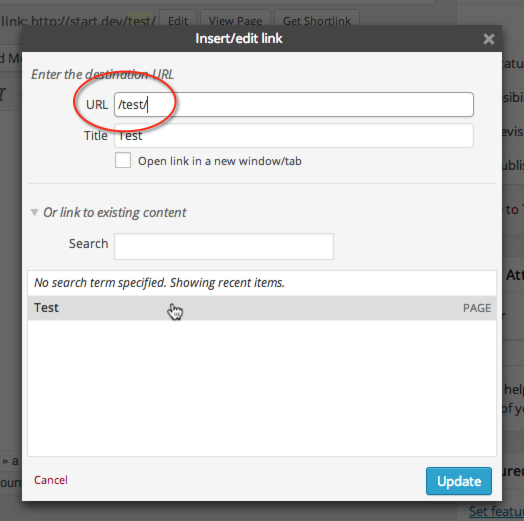 link: http://start.dev/test/ Edit View Page Get Shortlink
Insert/edit link
Enter the destination URL
URL /test/
Title Test
Open link in a new window/tab
Or link to existing content
Search
No search term specified. Showing recent items.
Test PAGE
Cancel Update
Set featu